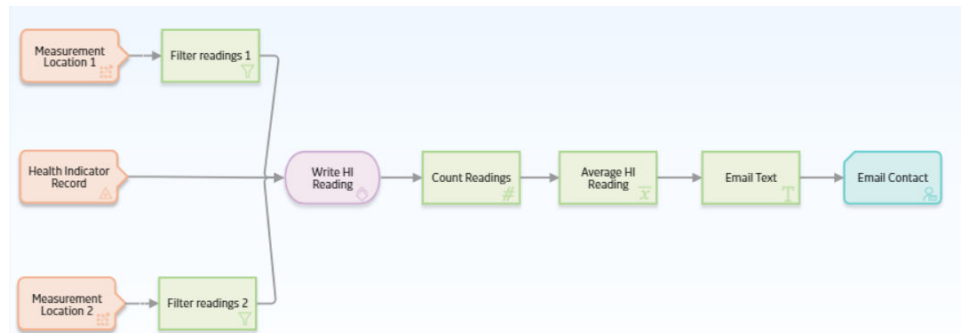 Measurement
Location 1
Filter readings 1
Health Indicator
Record
Write HI
Reading
Count Readings
#
Average HI
Reading
x̄
Email Text
T
Email Contact
Measurement
Location 2
Filter readings 2